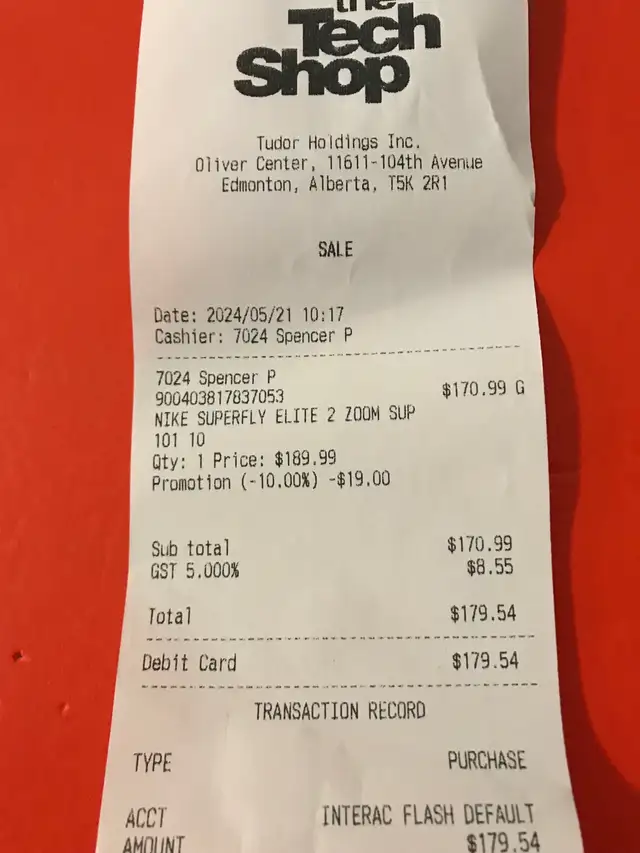 the
Tech
Shop
Tudor Holdings Inc.
Oliver Center, 11611-104th Avenue
Edmonton, Alberta, T5K 2R1
SALE
Date: 2024/05/21 10:17
Cashier: 7024 Spencer P
7024 Spencer P
900403817837053 $170.99 G
NIKE SUPERFLY ELITE 2 ZOOM SUP
101 10
Qty: 1 Price: $189.99
Promotion (-10.00%) -$19.00
Sub total $170.99
GST 5.000% $8.55
Total $179.54
Debit Card $179.54
TRANSACTION RECORD
TYPE PURCHASE
ACCT INTERAC FLASH DEFAULT
AMOUNT $179.54